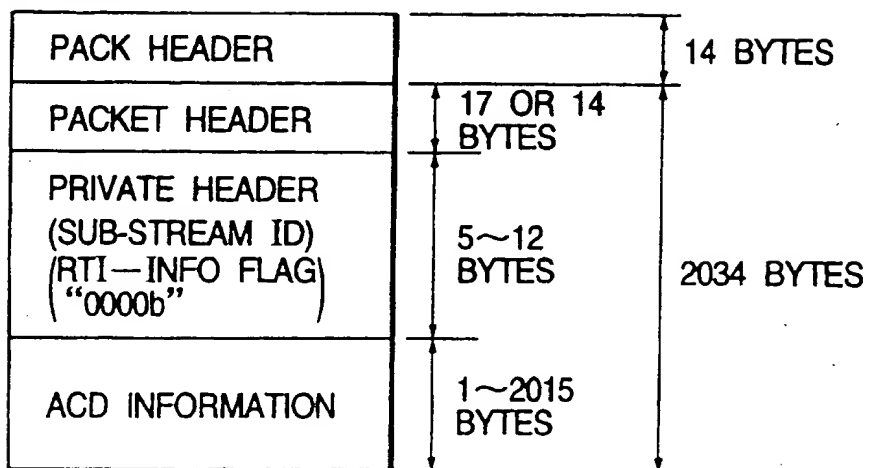 PACK HEADER
14 BYTES
PACKET HEADER
17 OR 14
BYTES
PRIVATE HEADER
(SUB-STREAM ID)
(RTI—INFO FLAG
“0000b”)
5~12
BYTES
2034 BYTES
ACD INFORMATION
1~2015
BYTES